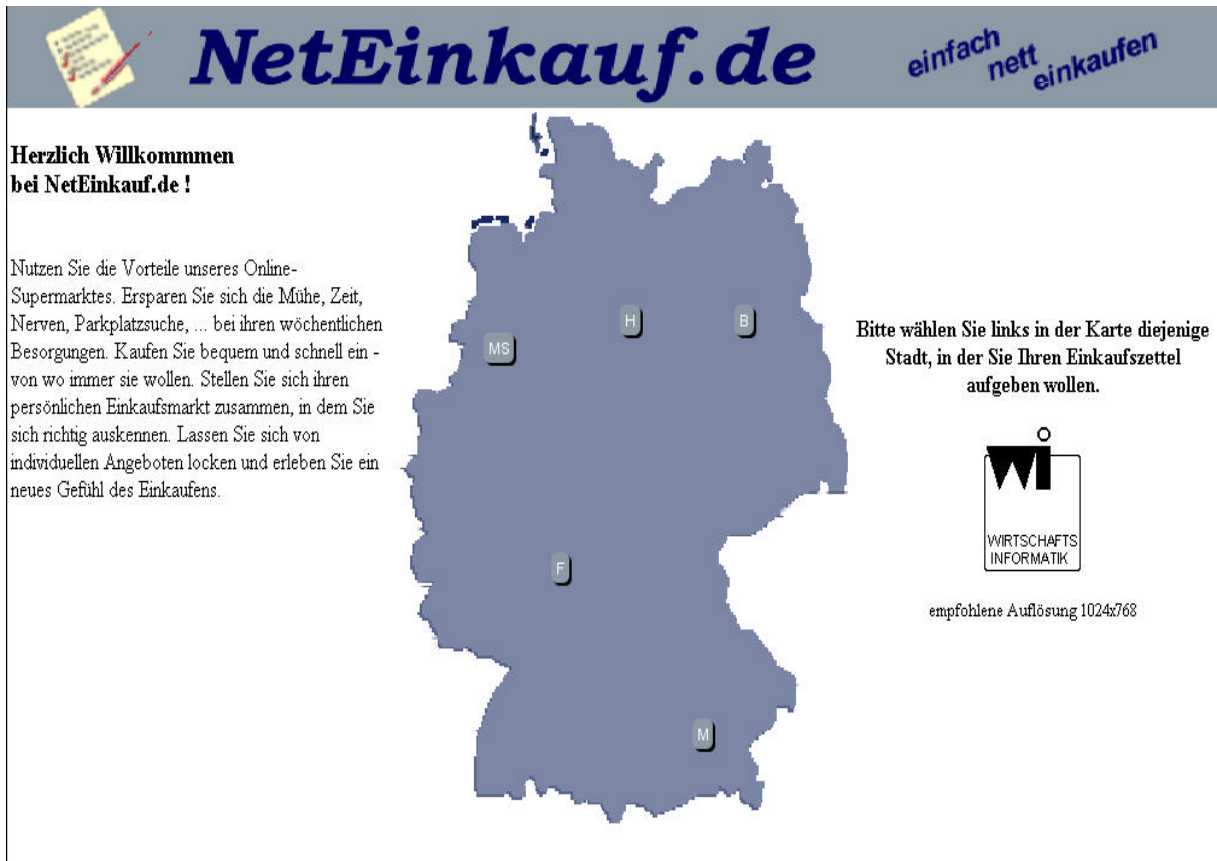 NetEinkauf.de
einfach
nett
einkaufen
Herzlich Willkommmen
bei NetEinkauf.de !
Nutzen Sie die Vorteile unseres Online-
Supermarktes. Ersparen Sie sich die Mühe, Zeit,
Nerven, Parkplatzsuche, ... bei ihren wöchentlichen
Besorgungen. Kaufen Sie bequem und schnell ein -
von wo immer sie wollen. Stellen Sie sich ihren
persönlichen Einkaufsmarkt zusammen, in dem Sie
sich richtig auskennen. Lassen Sie sich von
individuellen Angeboten locken und erleben Sie ein
neues Gefühl des Einkaufens.
H
B
MS
F
M
Bitte wählen Sie links in der Karte diejenige
Stadt, in der Sie Ihren Einkaufszettel
aufgeben wollen.
WI
WIRTSCHAFTS
INFORMATIK
empfohlene Auflösung 1024x768